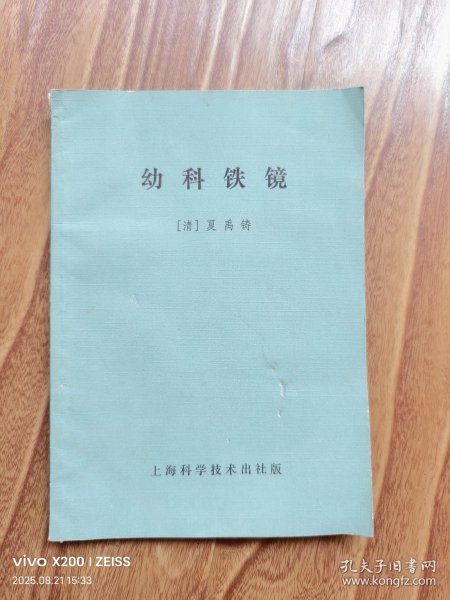 幼科铁镜
[清]夏禹铸
上海科学技术出社版
vivo X200 | ZEISS
2025.08.21 15:33
孔夫子旧书网
www.kongfz.com